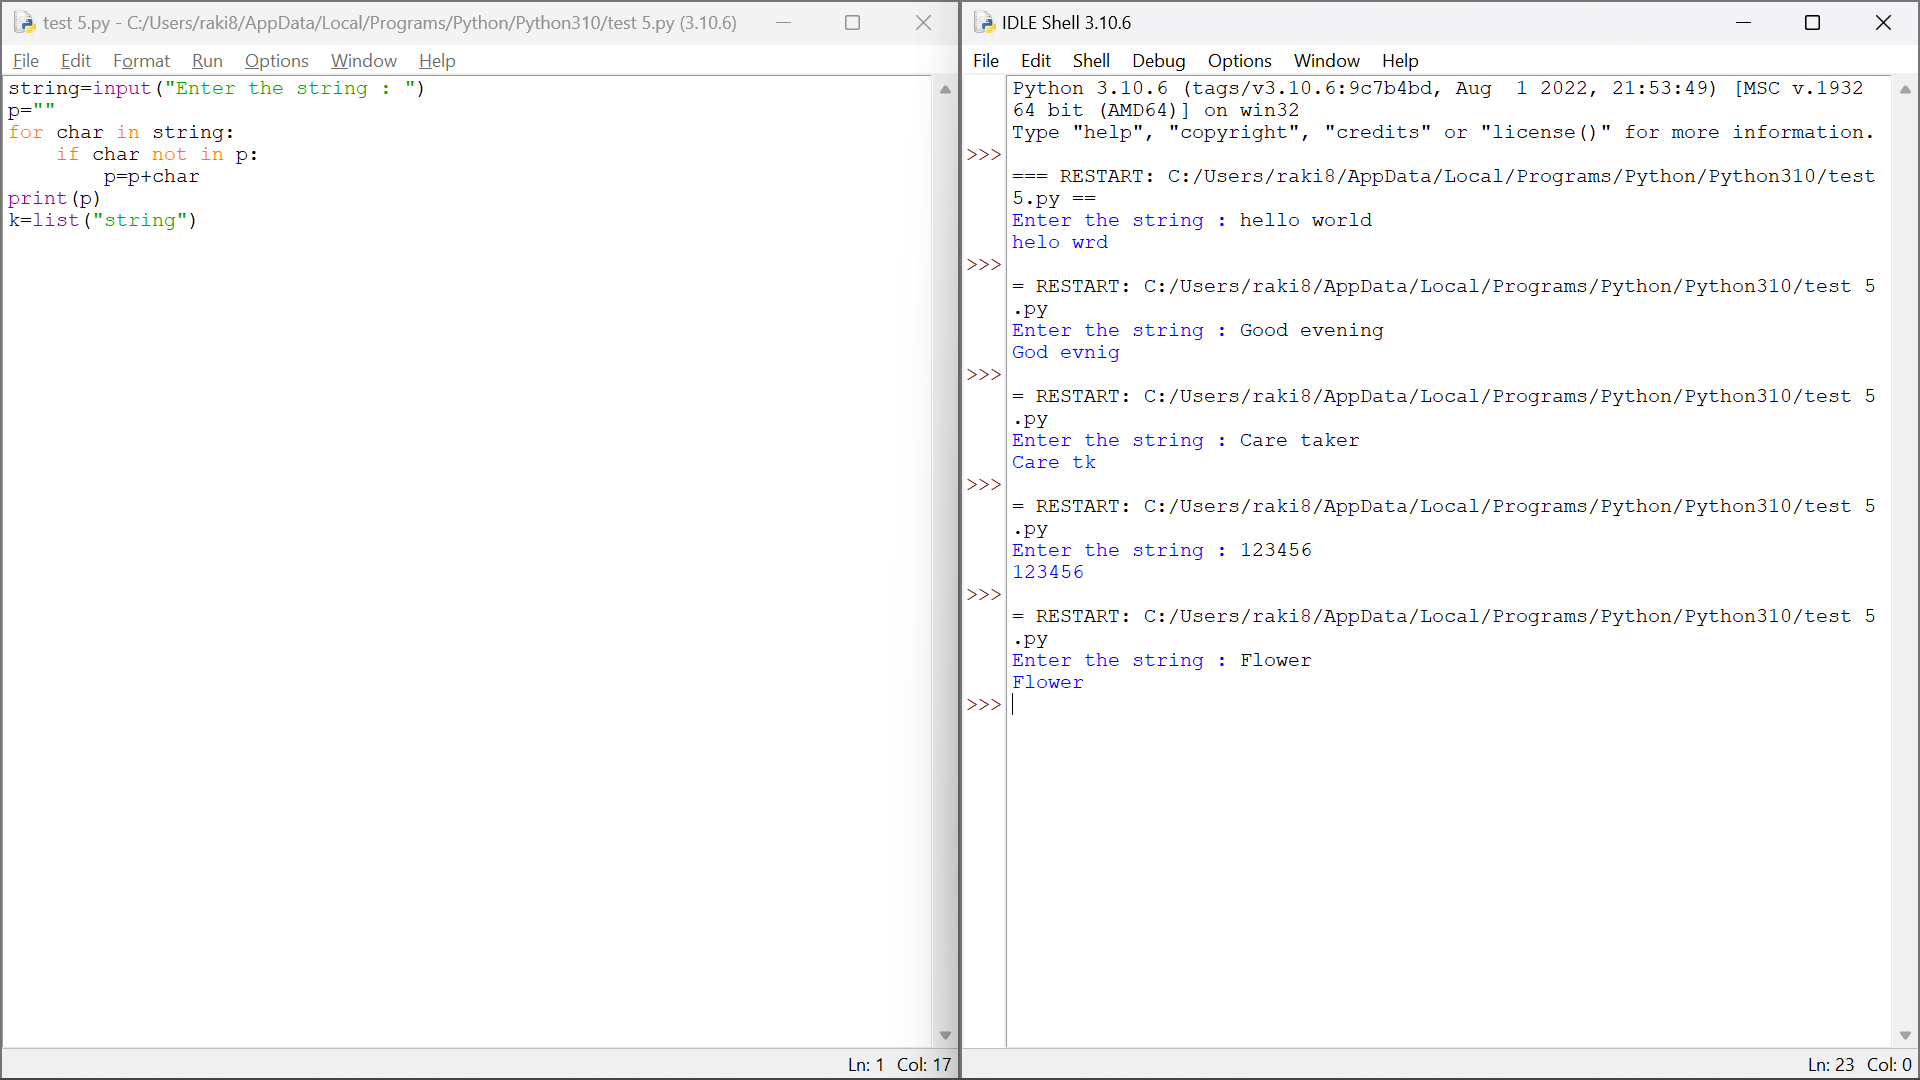 test 5.py - C:/Users/raki8/AppData/Local/Programs/Python/Python310/test 5.py (3.10.6)
File Edit Format Run Options Window Help
string=input("Enter the string : ")
p=""
for char in string:
    if char not in p:
        p=p+char
print(p)
k=list("string")
Ln: 1 Col: 17
IDLE Shell 3.10.6
File Edit Shell Debug Options Window Help
Python 3.10.6 (tags/v3.10.6:9c7b4bd, Aug  1 2022, 21:53:49) [MSC v.1932
64 bit (AMD64)] on win32
Type "help", "copyright", "credits" or "license()" for more information.
>>>
=== RESTART: C:/Users/raki8/AppData/Local/Programs/Python/Python310/test
5.py ==
Enter the string : hello world
helo wrd
>>>
= RESTART: C:/Users/raki8/AppData/Local/Programs/Python/Python310/test 5
.py
Enter the string : Good evening
God evnig
>>>
= RESTART: C:/Users/raki8/AppData/Local/Programs/Python/Python310/test 5
.py
Enter the string : Care taker
Care tk
>>>
= RESTART: C:/Users/raki8/AppData/Local/Programs/Python/Python310/test 5
.py
Enter the string : 123456
123456
>>>
= RESTART: C:/Users/raki8/AppData/Local/Programs/Python/Python310/test 5
.py
Enter the string : Flower
Flower
>>>
Ln: 23 Col: 0